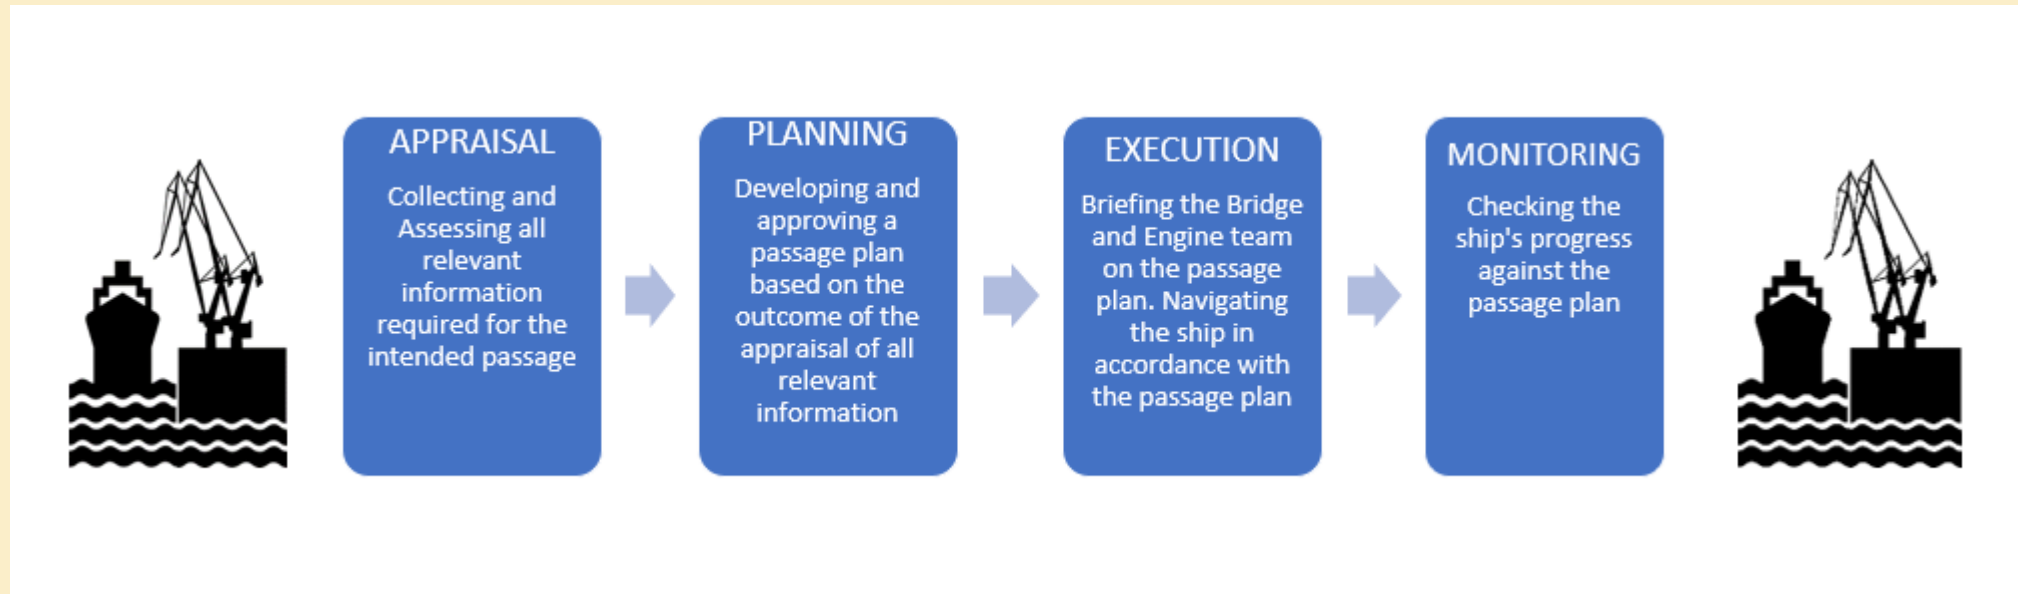 APPRAISAL
Collecting and
Assessing all
relevant
information
required for the
intended passage
PLANNING
Developing and
approving a
passage plan
based on the
outcome of the
appraisal of all
relevant
information
EXECUTION
Briefing the Bridge
and Engine team
on the passage
plan. Navigating
the ship in
accordance with
the passage plan
MONITORING
Checking the
ship's progress
against the
passage plan